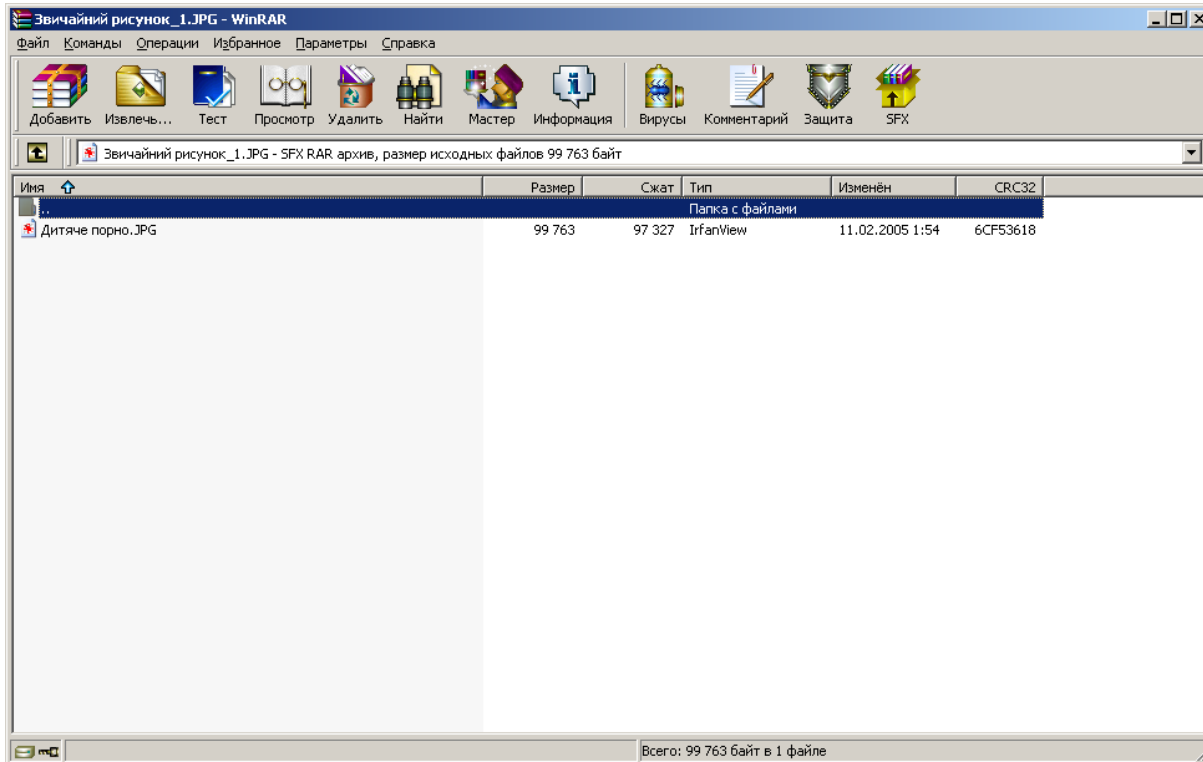 Звичайний рисунок_1.JPG - WinRAR
Файл Команды Операции Избранное Параметры Справка
Добавить Извлечь... Тест Просмотр Удалить Найти Мастер Информация Вирусы Комментарий Защита SFX
Звичайний рисунок_1.JPG - SFX RAR архив, размер исходных файлов 99 763 байт
Имя Размер Сжат Тип Изменён CRC32
.. Папка с файлами
Дитяче порно.JPG 99 763 97 327 IrfanView 11.02.2005 1:54 6CF53618
Всего: 99 763 байт в 1 файле